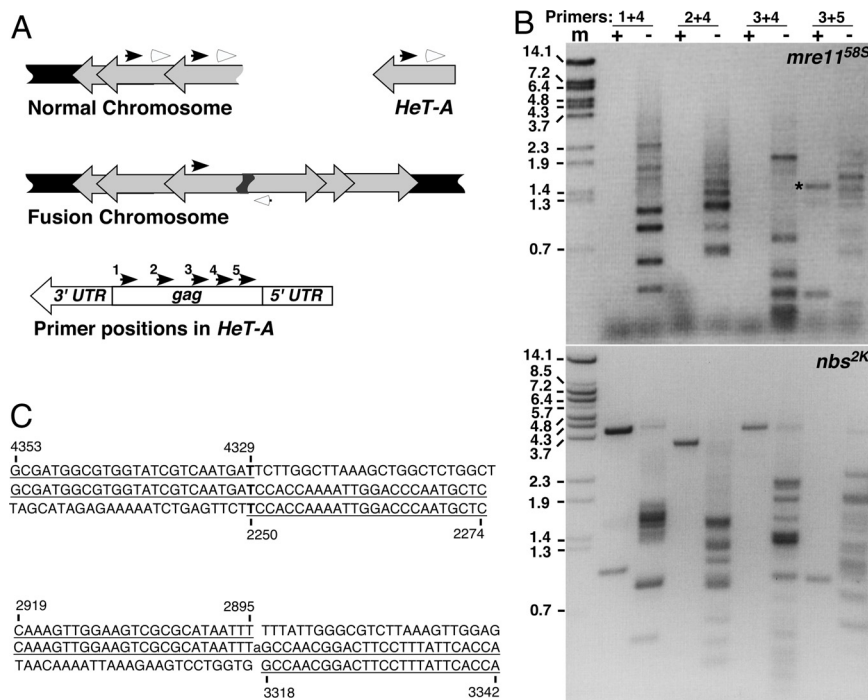 A
Normal Chromosome
HeT-A
Fusion Chromosome
1 2 3 4 5
3' UTR gag 5' UTR
Primer positions in HeT-A
B
Primers: 1+4 2+4 3+4 3+5
m + - + - + - + -
mre11^58S
14.1
7.2
6.4
4.8
4.3
3.7
2.3
1.9
1.4
*
1.3
0.7
nbs^2K
14.1
8.5
7.2
6.4
5.7
4.8
4.3
3.7
2.3
1.9
1.4
1.3
0.7
C
4353 4329
GCGATGGCGTGGTATCGTCAATGATTCTTGGCTTAAAGCTGGCTCTGGCT
GCGATGGCGTGGTATCGTCAATGATCCACCAAAATTGGACCCAATGCTC
TAGCATAGAGAAAAATCTGAGTTCTTCCACCAAAATTGGACCCAATGCTC
2250 2274
2919 2895
CAAAGTTGGAAGTCGCGCATAATTT TTTATTGGGCGTCTTAAAGTTGGAG
CAAAGTTGGAAGTCGCGCATAATTTaGCCAACGGACTTCCTTTATTCACCA
TAACAAAATTAAAGAAGTCCTGGTG GCCAACGGACTTCCTTTATTCACCA
3318 3342